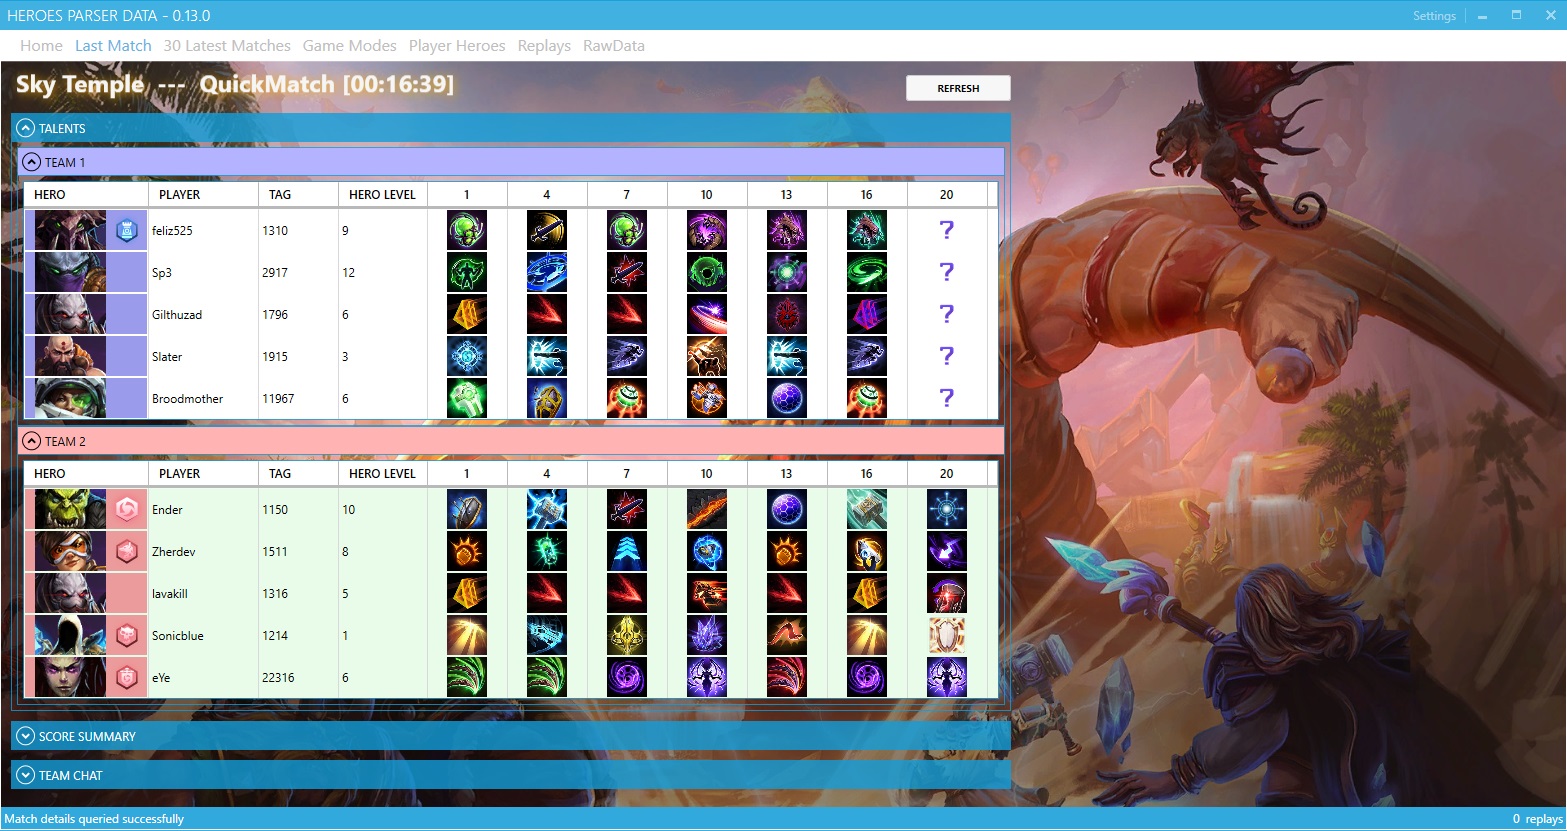 HEROES PARSER DATA - 0.13.0 Settings
Home Last Match 30 Latest Matches Game Modes Player Heroes Replays RawData
Sky Temple --- QuickMatch [00:16:39] REFRESH
TALENTS
TEAM 1
HERO PLAYER TAG HERO LEVEL 1 4 7 10 13 16 20
feliz525 1310 9 ?
Sp3 2917 12 ?
Gilthuzad 1796 6 ?
Slater 1915 3 ?
Broodmother 11967 6 ?
TEAM 2
HERO PLAYER TAG HERO LEVEL 1 4 7 10 13 16 20
Ender 1150 10
Zherdev 1511 8
lavakill 1316 5
Sonicblue 1214 1
eYe 22316 6
SCORE SUMMARY
TEAM CHAT
Match details queried successfully 0 replays